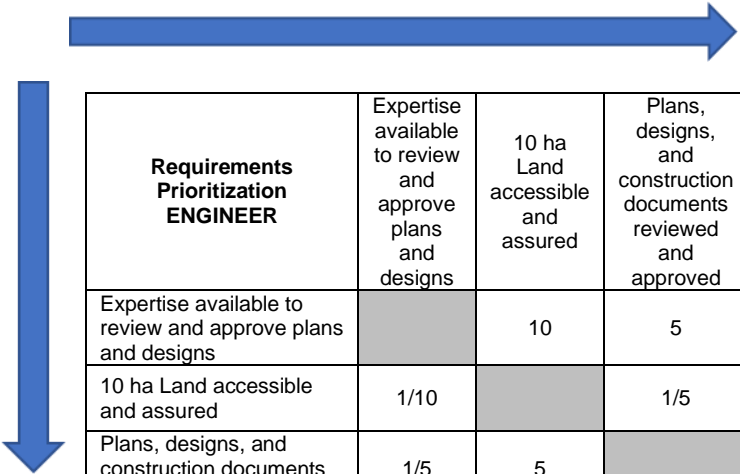 Requirements
Prioritization
ENGINEER
Expertise
available
to review
and
approve
plans
and
designs
10 ha
Land
accessible
and
assured
Plans,
designs,
and
construction
documents
reviewed
and
approved
Expertise available to
review and approve plans
and designs
10
5
10 ha Land accessible
and assured
1/10
1/5
Plans, designs, and
construction documents
1/5
5